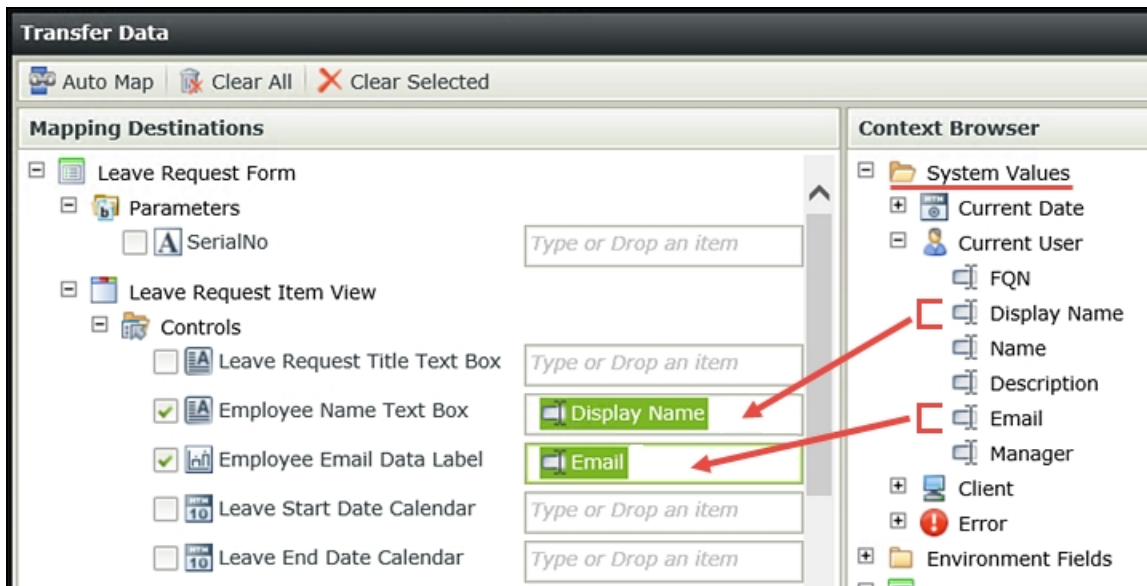 Transfer Data
Auto Map Clear All Clear Selected
Mapping Destinations
Leave Request Form
Parameters
SerialNo Type or Drop an item
Leave Request Item View
Controls
Leave Request Title Text Box Type or Drop an item
Employee Name Text Box Display Name
Employee Email Data Label Email
Leave Start Date Calendar Type or Drop an item
Leave End Date Calendar Type or Drop an item
Context Browser
System Values
Current Date
Current User
FQN
Display Name
Name
Description
Email
Manager
Client
Error
Environment Fields